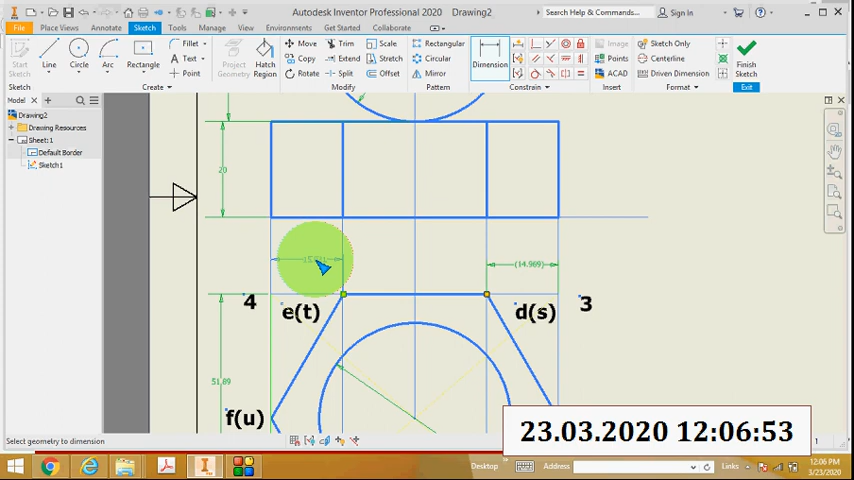 Autodesk Inventor Professional 2020 Drawing2
Search Help & Commands...
Sign In
File Place Views Annotate Sketch Tools Manage View Environments Get Started Collaborate
Start
Sketch
Sketch
Line
Circle
Arc
Rectangle
Fillet
Text
Point
Project
Geometry
Hatch
Region
Create
Move
Copy
Rotate
Trim
Extend
Split
Scale
Stretch
Offset
Modify
Rectangular
Circular
Mirror
Pattern
Dimension
Constrain
Image
Points
ACAD
Insert
Sketch Only
Centerline
Driven Dimension
Format
Finish
Sketch
Exit
Model
Drawing2
Drawing Resources
Sheet:1
Default Border
Sketch1
20
(14.969)
4
e(t)
d(s)
3
51.89
f(u)
23.03.2020 12:06:53
Select geometry to dimension
1
Desktop
Address
Links
12:06 PM
3/23/2020